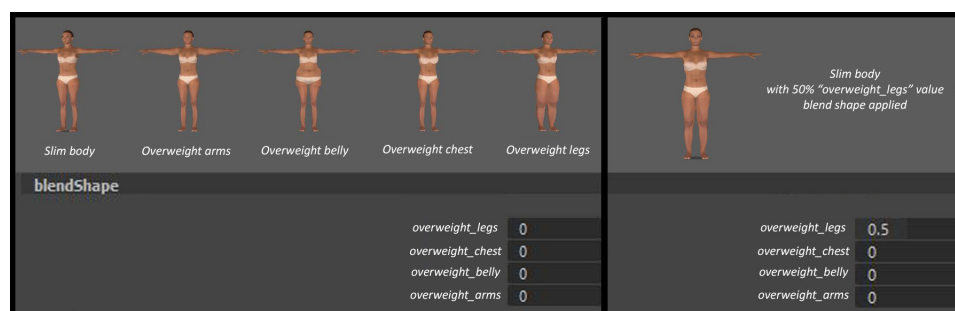 Slim body
Overweight arms
Overweight belly
Overweight chest
Overweight legs
blendShape
overweight_legs 0
overweight_chest 0
overweight_belly 0
overweight_arms 0
Slim body
with 50% “overweight_legs” value
blend shape applied
overweight_legs 0.5
overweight_chest 0
overweight_belly 0
overweight_arms 0